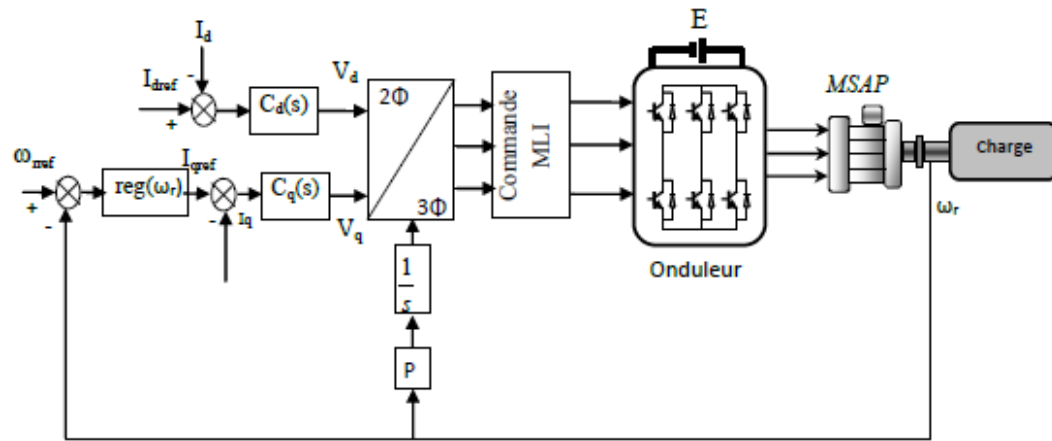 E
I_d
-
I_dref
+
C_d(s)
V_d
2Φ
3Φ
Commande
MLI
MSAP
Charge
ω_rref
+
-
reg(ω_r)
I_qref
-
I_q
C_q(s)
V_q
Onduleur
ω_r
1
s
P